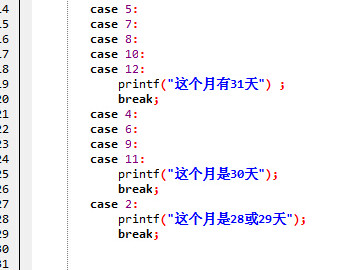 14 case 5:
15 case 7:
16 case 8:
17 case 10:
18 case 12:
19 printf("这个月有31天") ;
20 break;
21 case 4:
22 case 6:
23 case 9:
24 case 11:
25 printf("这个月是30天");
26 break;
27 case 2:
28 printf("这个月是28或29天");
29 break;
30
31